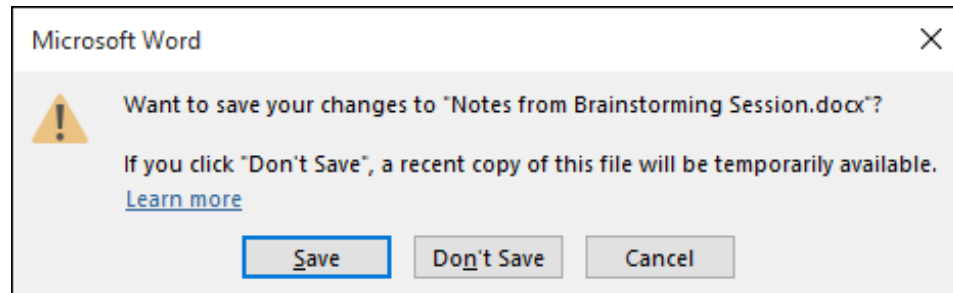 Microsoft Word
Want to save your changes to "Notes from Brainstorming Session.docx"?
If you click "Don't Save", a recent copy of this file will be temporarily available.
Learn more
Save Don't Save Cancel